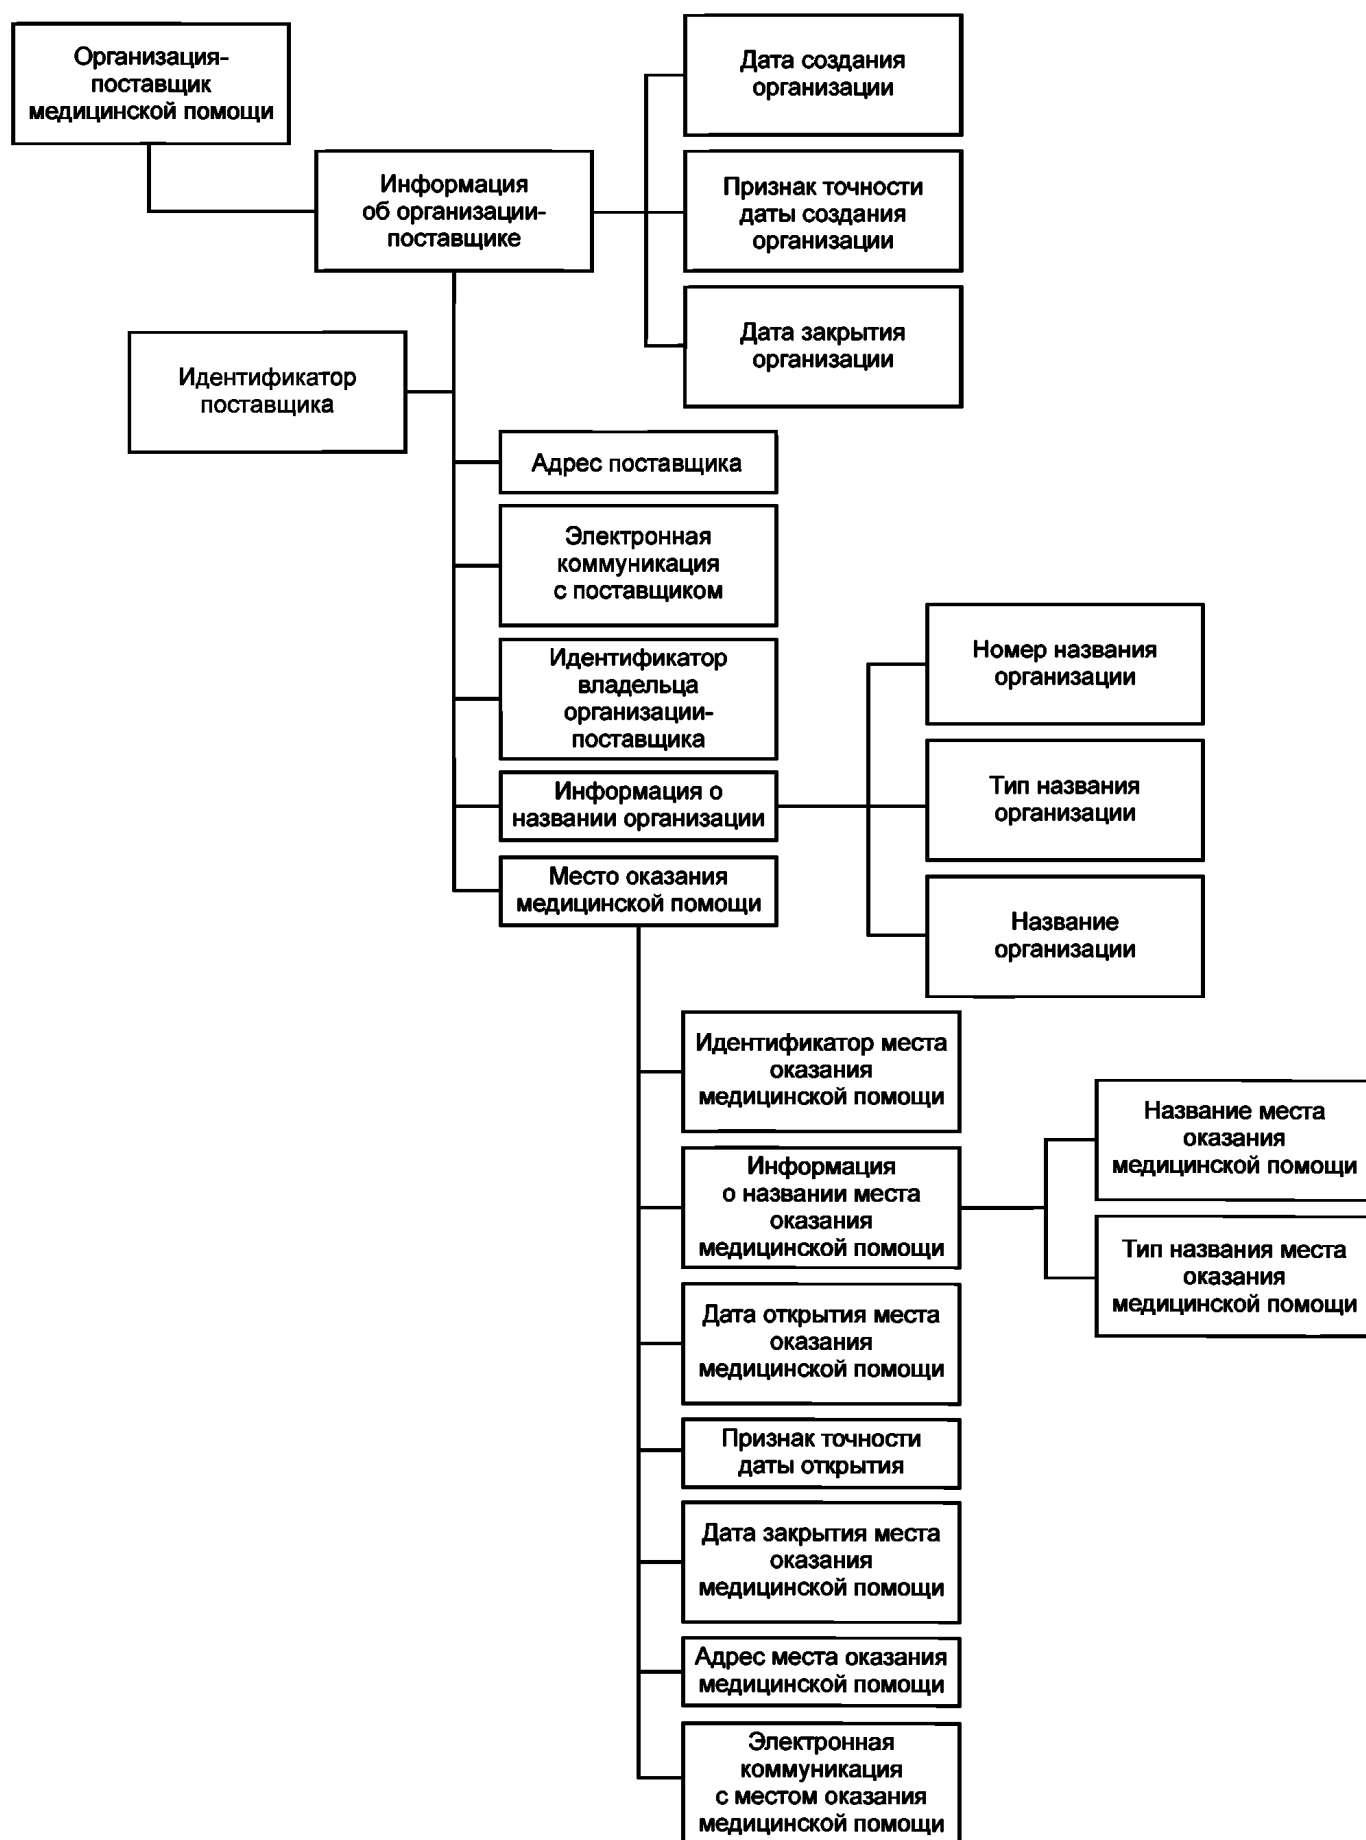 Организация-
поставщик
медицинской помощи
Дата создания
организации
Информация
об организации-
поставщике
Признак точности
даты создания
организации
Дата закрытия
организации
Идентификатор
поставщика
Адрес поставщика
Электронная
коммуникация
с поставщиком
Идентификатор
владельца
организации-
поставщика
Информация о
названии организации
Номер названия
организации
Тип названия
организации
Название
организации
Место оказания
медицинской помощи
Идентификатор места
оказания
медицинской помощи
Информация
о названии места
оказания
медицинской помощи
Название места
оказания
медицинской помощи
Тип названия места
оказания
медицинской помощи
Дата открытия места
оказания
медицинской помощи
Признак точности
даты открытия
Дата закрытия места
оказания
медицинской помощи
Адрес места оказания
медицинской помощи
Электронная
коммуникация
с местом оказания
медицинской помощи